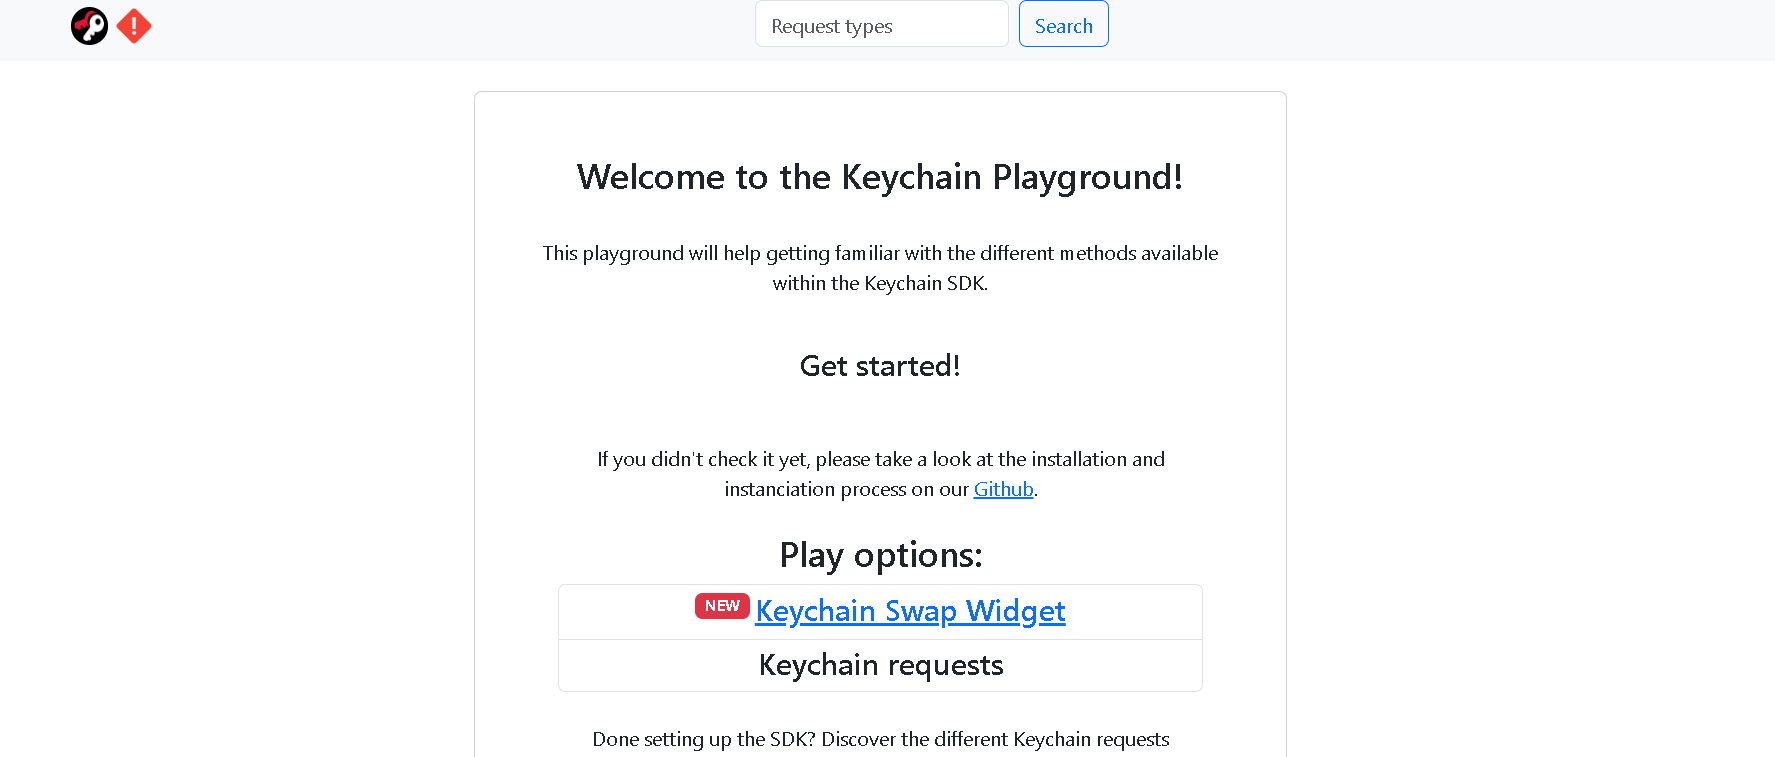 Request types
Search
Welcome to the Keychain Playground!
This playground will help getting familiar with the different methods available
within the Keychain SDK.
Get started!
If you didn't check it yet, please take a look at the installation and
instanciation process on our Github.
Play options:
NEW Keychain Swap Widget
Keychain requests
Done setting up the SDK? Discover the different Keychain requests